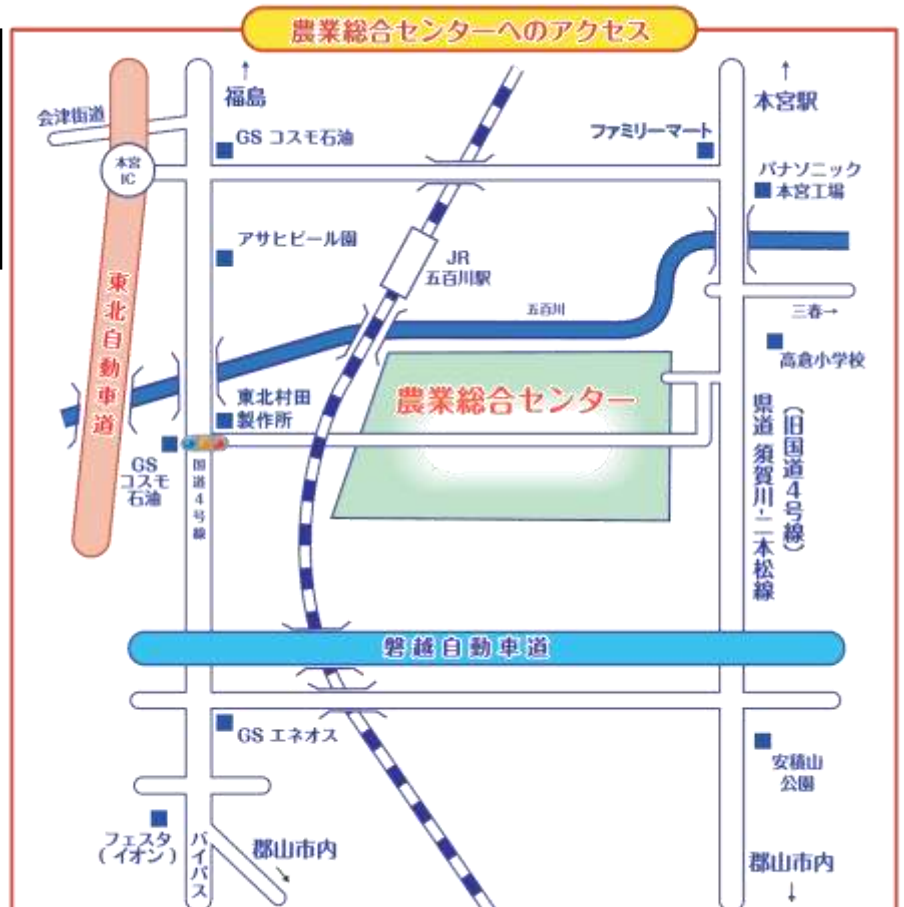 農業総合センターへのアクセス
↑
福島
↑
本宮駅
会津街道
GS コスモ石油
ファミリーマート
本宮
IC
パナソニック
本宮工場
アサヒビール園
JR
五百川駅
東北自動車道
五百川
三春→
高倉小学校
東北村田
製作所
農業総合センター
GS
コスモ
石油
国道4号線
県道 須賀川-二本松線
(旧国道4号線)
磐越自動車道
GS エネオス
安積山
公園
フェスタ
(イオン)
バイパス
郡山市内
↘
郡山市内
↓